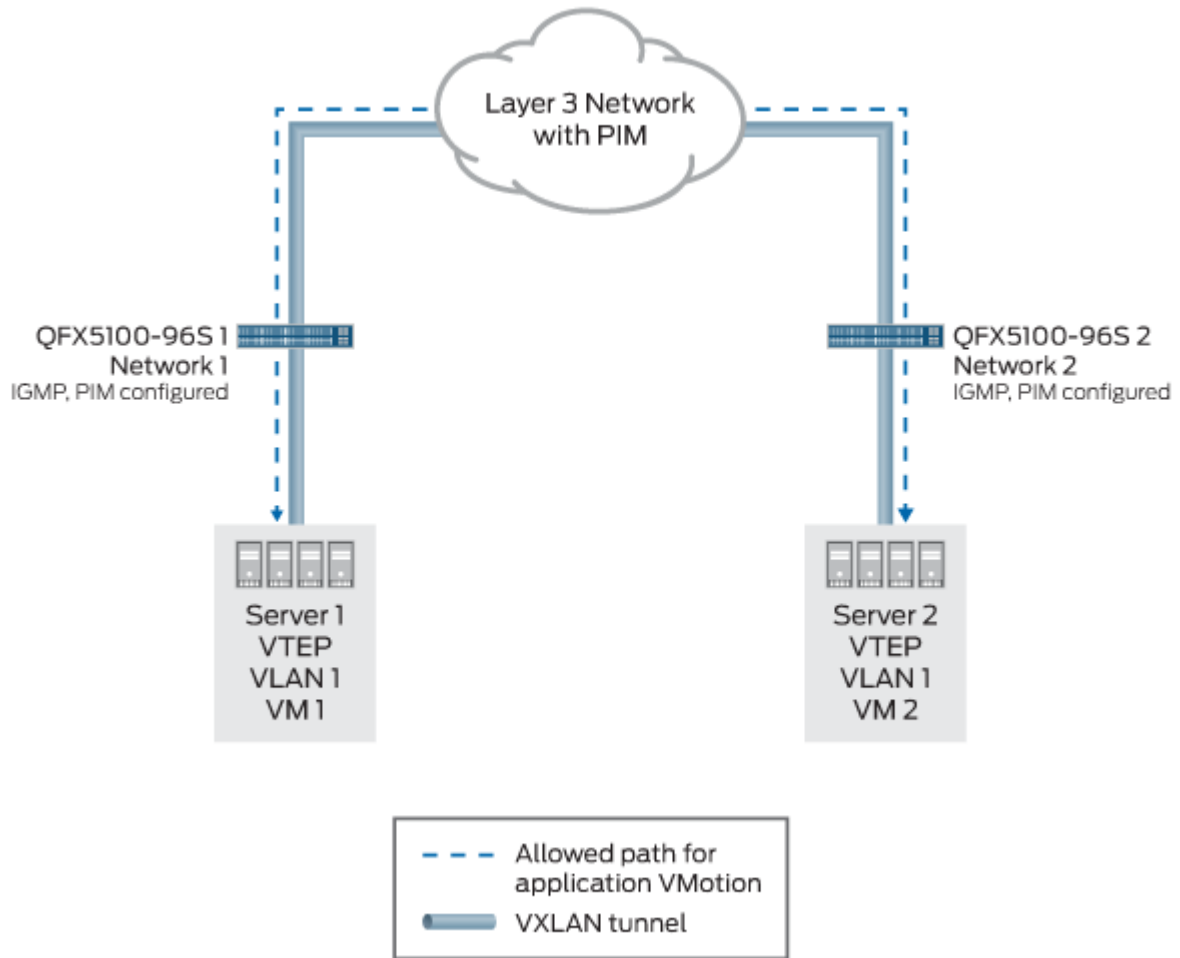 Layer 3 Network
with PIM
QFX5100-96S 1
Network 1
IGMP, PIM configured
QFX5100-96S 2
Network 2
IGMP, PIM configured
Server 1
VTEP
VLAN 1
VM 1
Server 2
VTEP
VLAN 1
VM 2
Allowed path for
application VMotion
VXLAN tunnel